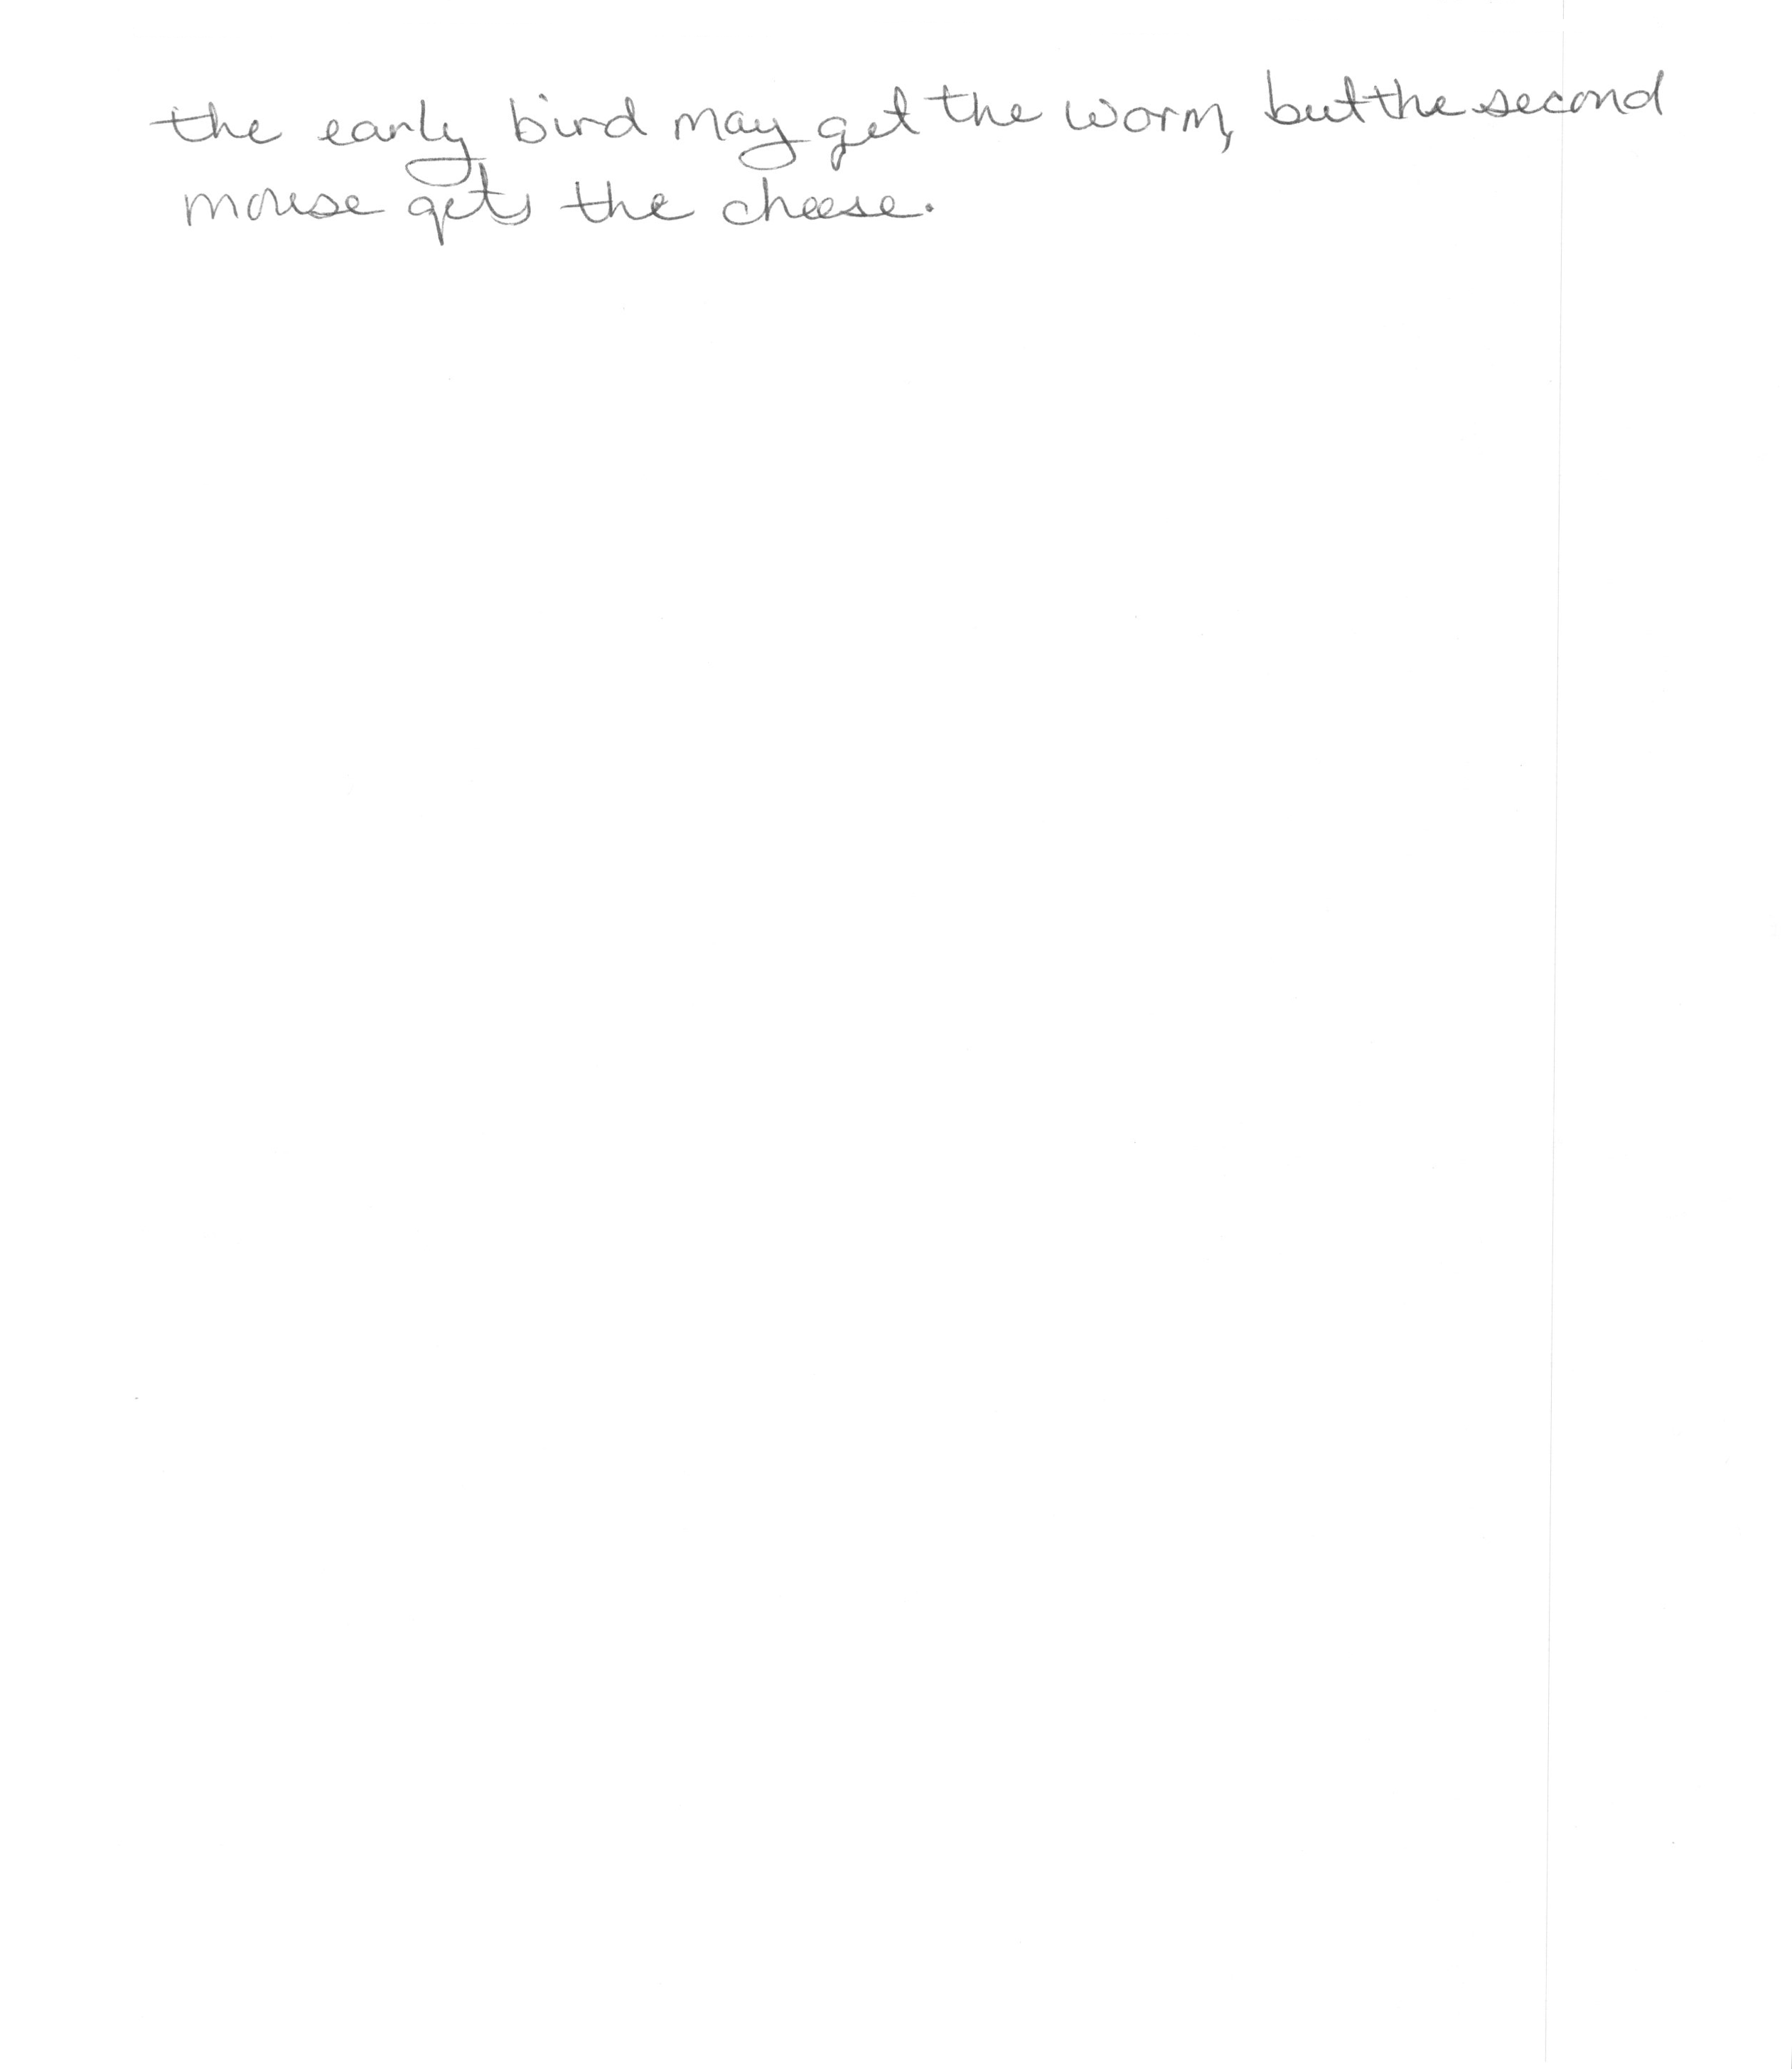 the early bird may get the worm, but the second
mouse gets the cheese.